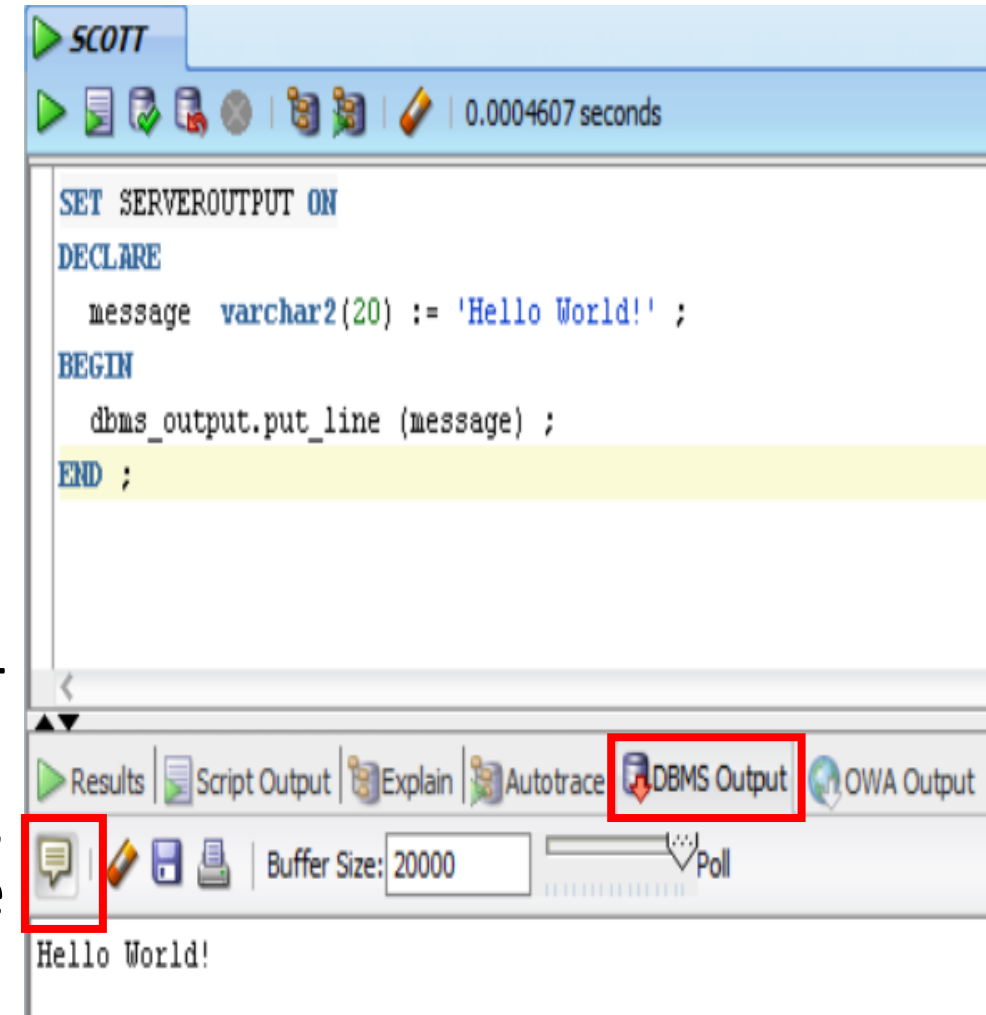 SCOTT
0.0004607 seconds
SET SERVEROUTPUT ON
DECLARE
message varchar2(20) := 'Hello World!' ;
BEGIN
dbms_output.put_line (message) ;
END ;
Results Script Output Explain Autotrace DBMS Output OWA Output
Buffer Size: 20000 Poll
Hello World!